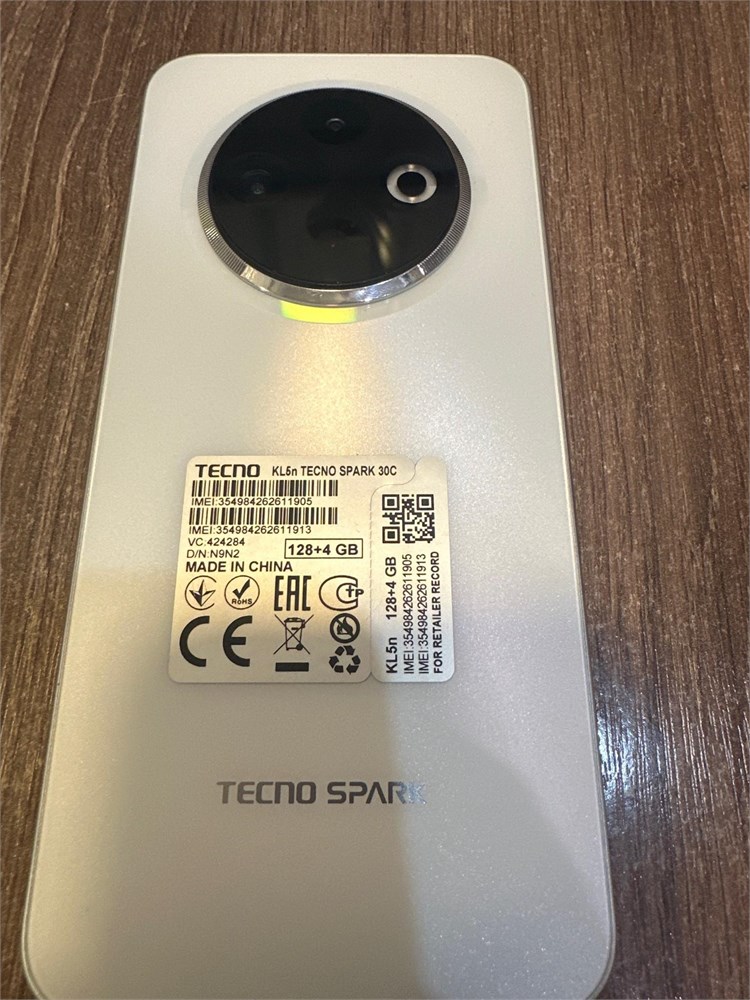 TECNO KL5n TECNO SPARK 30C
IMEI:354984262611905
IMEI:354984262611913
VC:424284
D/N:N9N2 128+4 GB
MADE IN CHINA
RoHS EAC CTP
CE
KL5n 128+4 GB
IMEI:354984262611905
IMEI:354984262611913
FOR RETAILER RECORD
TECNO SPARK